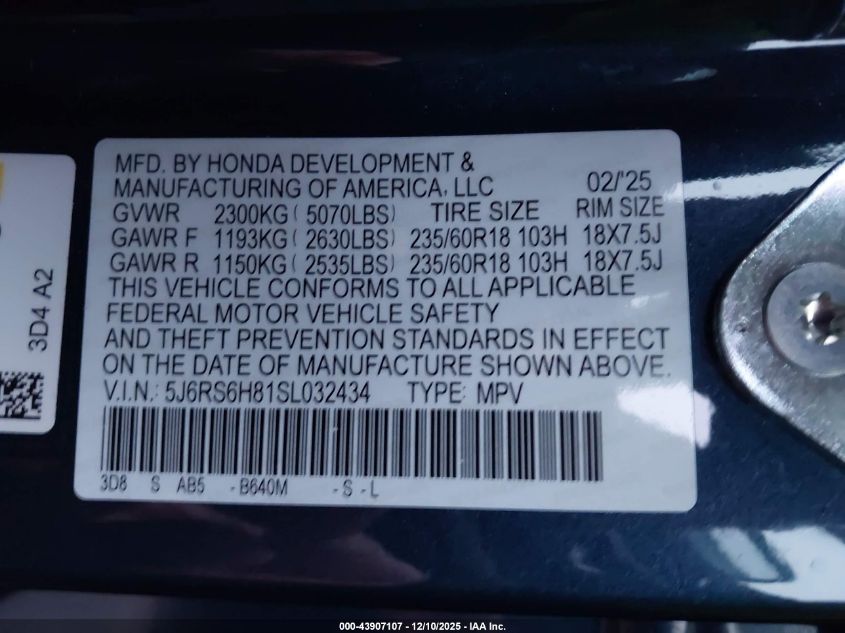 MFD. BY HONDA DEVELOPMENT &
MANUFACTURING OF AMERICA, LLC 02/'25
GVWR 2300KG ( 5070LBS) TIRE SIZE RIM SIZE
GAWR F 1193KG ( 2630LBS) 235/60R18 103H 18X7.5J
GAWR R 1150KG ( 2535LBS) 235/60R18 103H 18X7.5J
THIS VEHICLE CONFORMS TO ALL APPLICABLE
FEDERAL MOTOR VEHICLE SAFETY
AND THEFT PREVENTION STANDARDS IN EFFECT
ON THE DATE OF MANUFACTURE SHOWN ABOVE.
V.I.N.: 5J6RS6H81SL032434 TYPE: MPV
3D8 S AB5 -B640M -S -L
3D4 A2
000-43907107 - 12/10/2025 - IAA Inc.